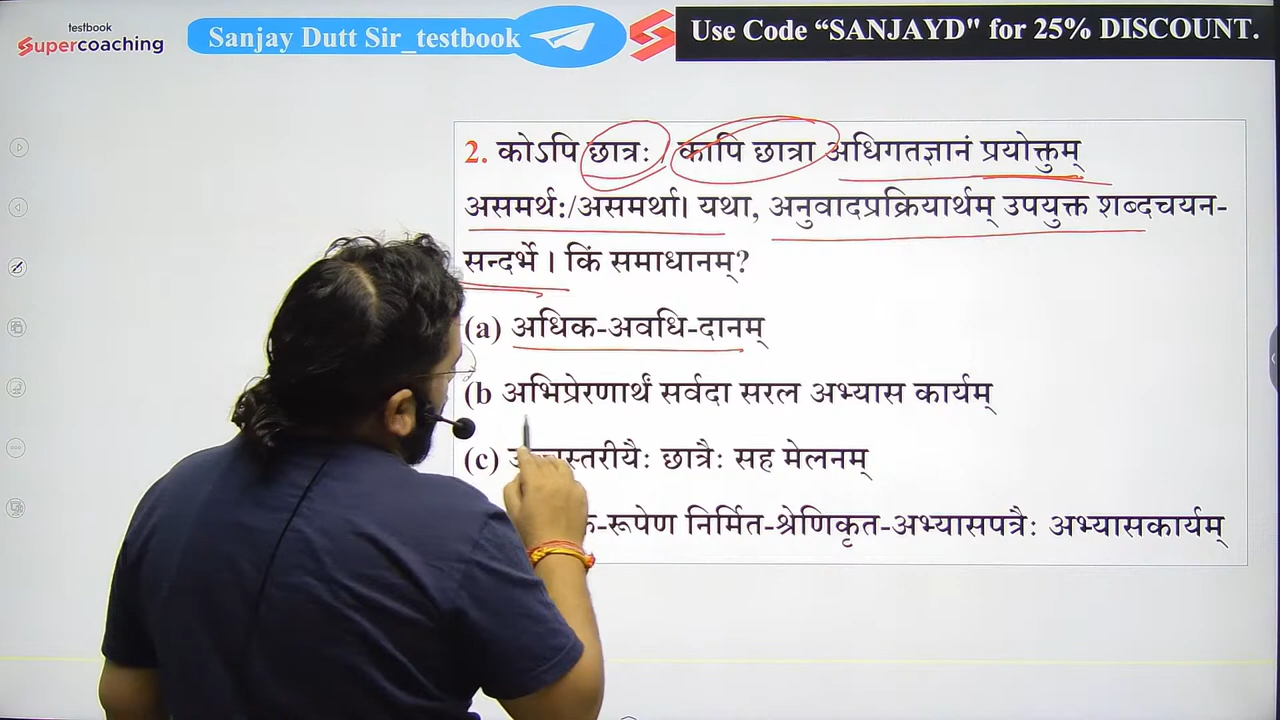 testbook
Supercoaching
Sanjay Dutt Sir_testbook
Use Code “SANJAYD" for 25% DISCOUNT.
2. कोऽपि छात्रः / कापि छात्रा अधिगतज्ञानं प्रयोक्तुम्
असमर्थः/असमर्था। यथा, अनुवादप्रक्रियार्थम् उपयुक्त शब्दचयन-
सन्दर्भे । किं समाधानम्?
(a) अधिक-अवधि-दानम्
(b अभिप्रेरणार्थं सर्वदा सरल अभ्यास कार्यम्
(c) छात्रैः सह मेलनम्
रूपेण निर्मित-श्रेणिकृत-अभ्यासपत्रैः अभ्यासकार्यम्